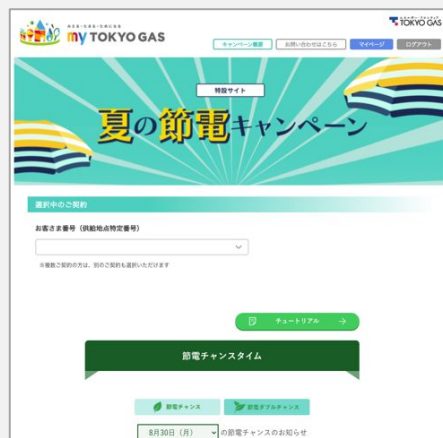 TOKYO GAS
my TOKYO GAS
キャンペーン概要 お問い合わせはこちら マイページ ログアウト
特設サイト
夏の節電キャンペーン
選択中のご契約
お客さま番号（供給地点特定番号）
※複数ご契約の方は、別のご契約も選択いただけます
チュートリアル
節電チャンスタイム
節電チャンス 節電ダブルチャンス
8月30日（月） の節電チャンスのお知らせ